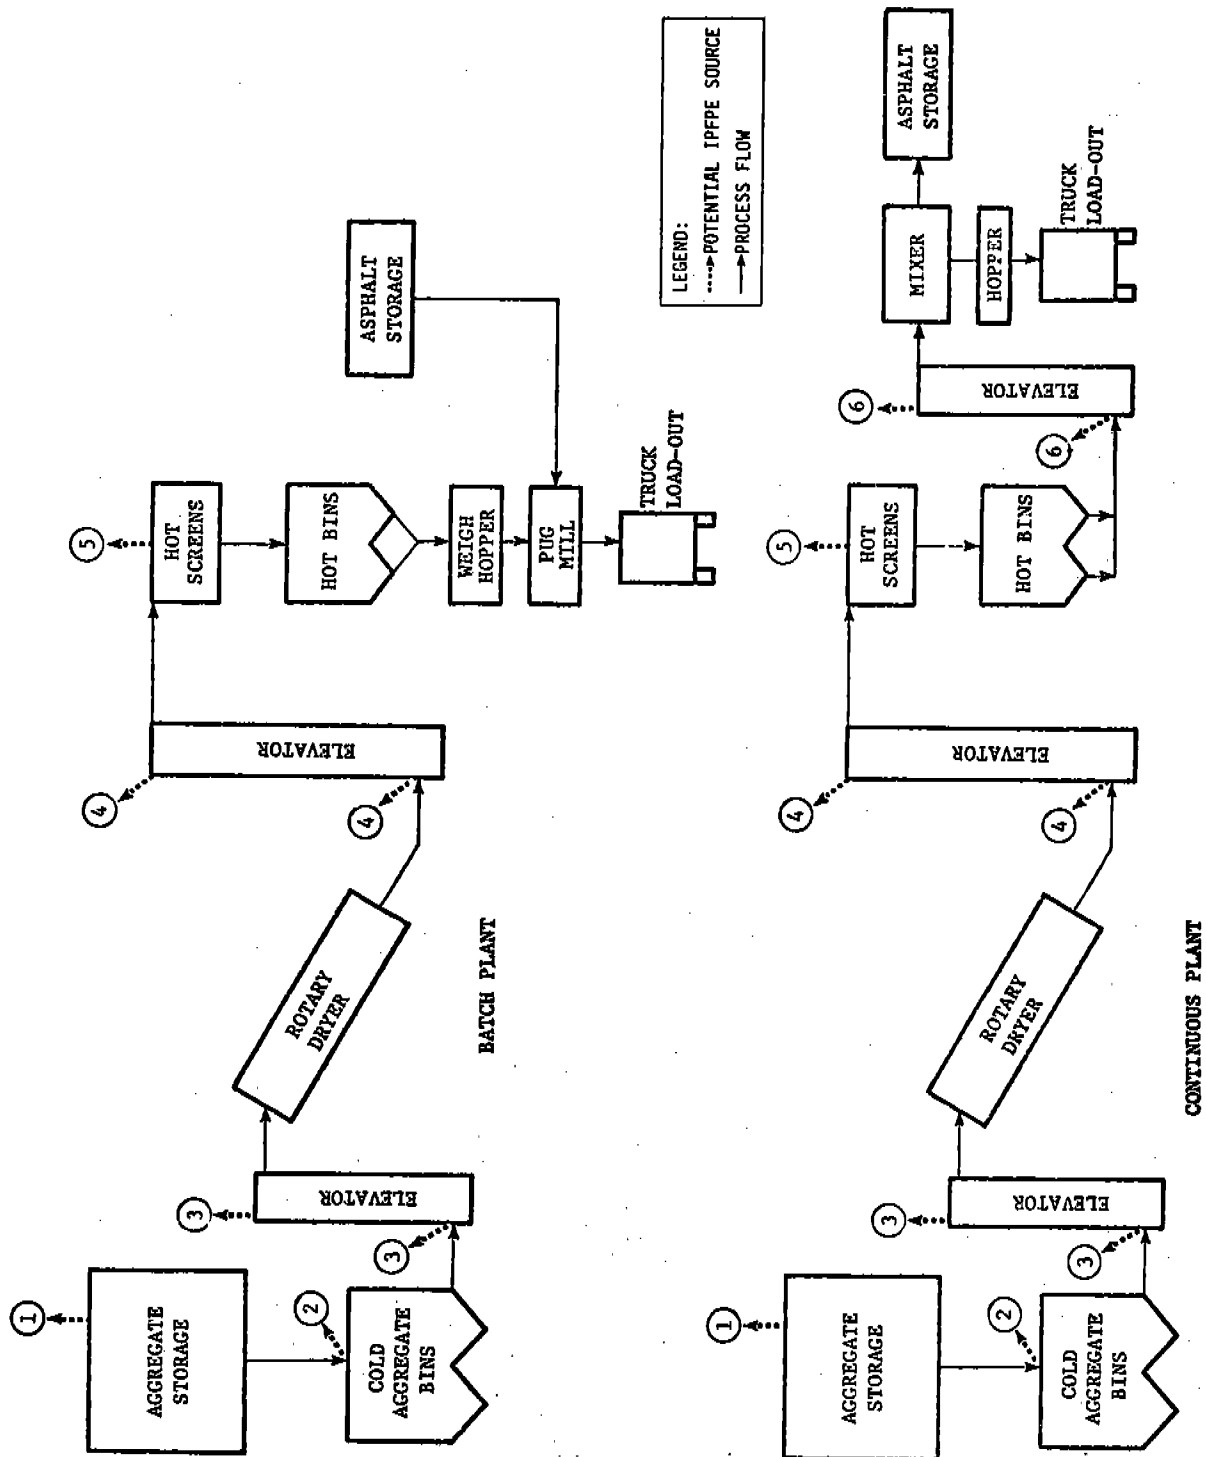 1
AGGREGATE
STORAGE
2
COLD
AGGREGATE
BINS
3
3
ELEVATOR
ROTARY
DRYER
4
4
ELEVATOR
5
HOT
SCREENS
HOT BINS
WEIGH
HOPPER
PUG
MILL
TRUCK
LOAD-OUT
ASPHALT
STORAGE
BATCH PLANT
LEGEND:
POTENTIAL IPFPE SOURCE
PROCESS FLOW
1
AGGREGATE
STORAGE
2
COLD
AGGREGATE
BINS
3
3
ELEVATOR
ROTARY
DRYER
4
4
ELEVATOR
5
HOT
SCREENS
HOT BINS
6
6
ELEVATOR
MIXER
HOPPER
TRUCK
LOAD-OUT
ASPHALT
STORAGE
CONTINUOUS PLANT